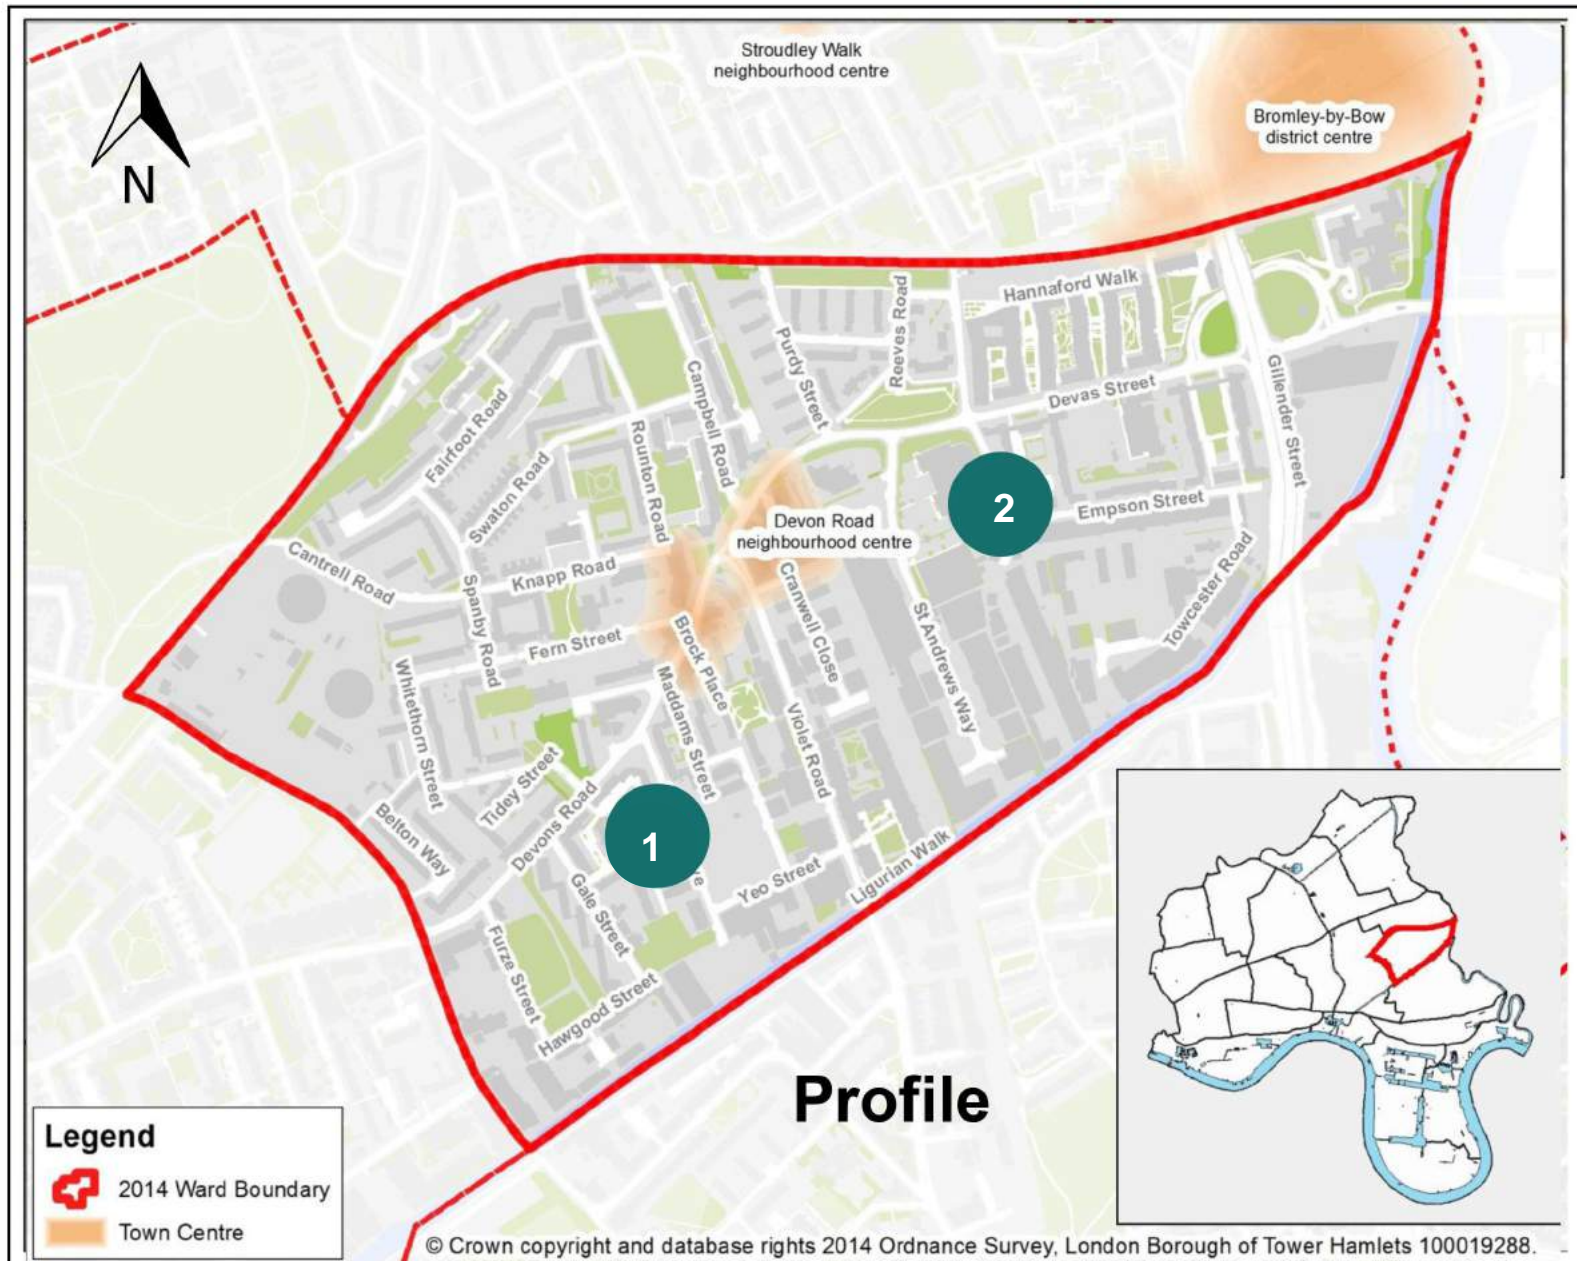 Stroudley Walk
neighbourhood centre
Bromley-by-Bow
district centre
N
Hannaford Walk
Reeves Road
Purdy Street
Campbell Road
Devas Street
Gillender Street
Fairfoot Road
Rounton Road
Swaton Road
2
Empson Street
Devon Road
neighbourhood centre
Cantrell Road
Knapp Road
Spanby Road
Cranwell Close
St Andrews Way
Towcester Road
Fern Street
Brock Place
Whitethorn Street
Maddams Street
Violet Road
Tidey Street
Devons Road
Belton Way
1
Gale Street
Yeo Street
Ligurian Walk
Furze Street
Hawgood Street
Profile
Legend
2014 Ward Boundary
Town Centre
© Crown copyright and database rights 2014 Ordnance Survey, London Borough of Tower Hamlets 100019288.